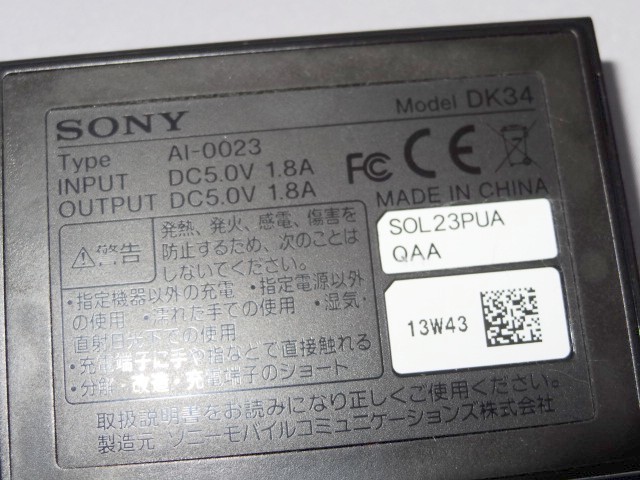 SONY
Model DK34
Type AI-0023
INPUT DC5.0V 1.8A
OUTPUT DC5.0V 1.8A
FC CE
MADE IN CHINA
⚠警告
発熱、発火、感電、傷害を
防止するため、次のことは
しないでください。
・指定機器以外の充電 ・指定電源以外
の使用 ・濡れた手での使用 ・湿気・
直射日光下での使用
・充電端子に手や指などで直接触れる
・分解・改造・充電端子のショート
取扱説明書をお読みになり正しくご使用ください。
製造元 ソニーモバイルコミュニケーションズ株式会社
SOL23PUA
QAA
13W43